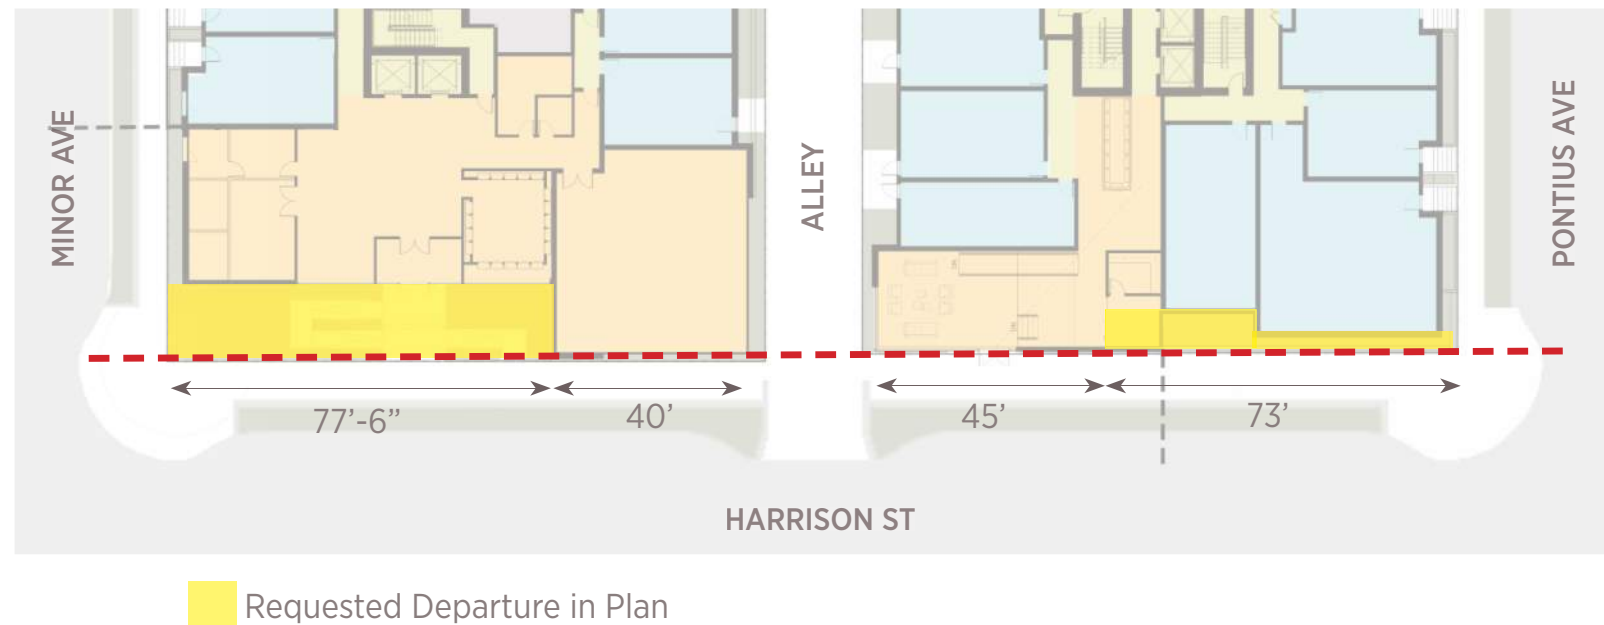 MINOR AVE
ALLEY
PONTIUS AVE
77'-6”
40'
45'
73'
HARRISON ST
Requested Departure in Plan